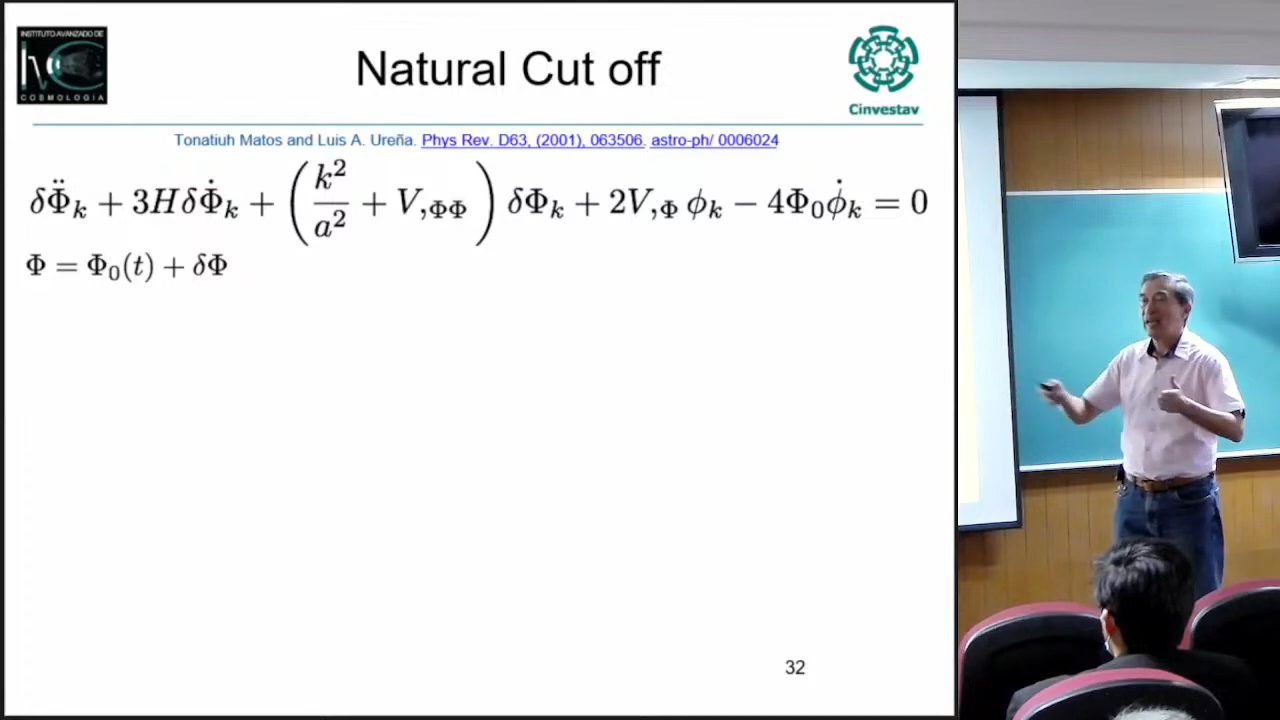 INSTITUTO AVANZADO DE
COSMOLOGIA
Natural Cut off
Cinvestav
Tonatiuh Matos and Luis A. Ureña. Phys Rev. D63, (2001), 063506. astro-ph/ 0006024
δΦ̈ₖ + 3HδΦ̇ₖ + (k²/a² + V,ΦΦ) δΦₖ + 2V,Φ ϕₖ − 4Φ₀ϕ̇ₖ = 0
Φ = Φ₀(t) + δΦ
32